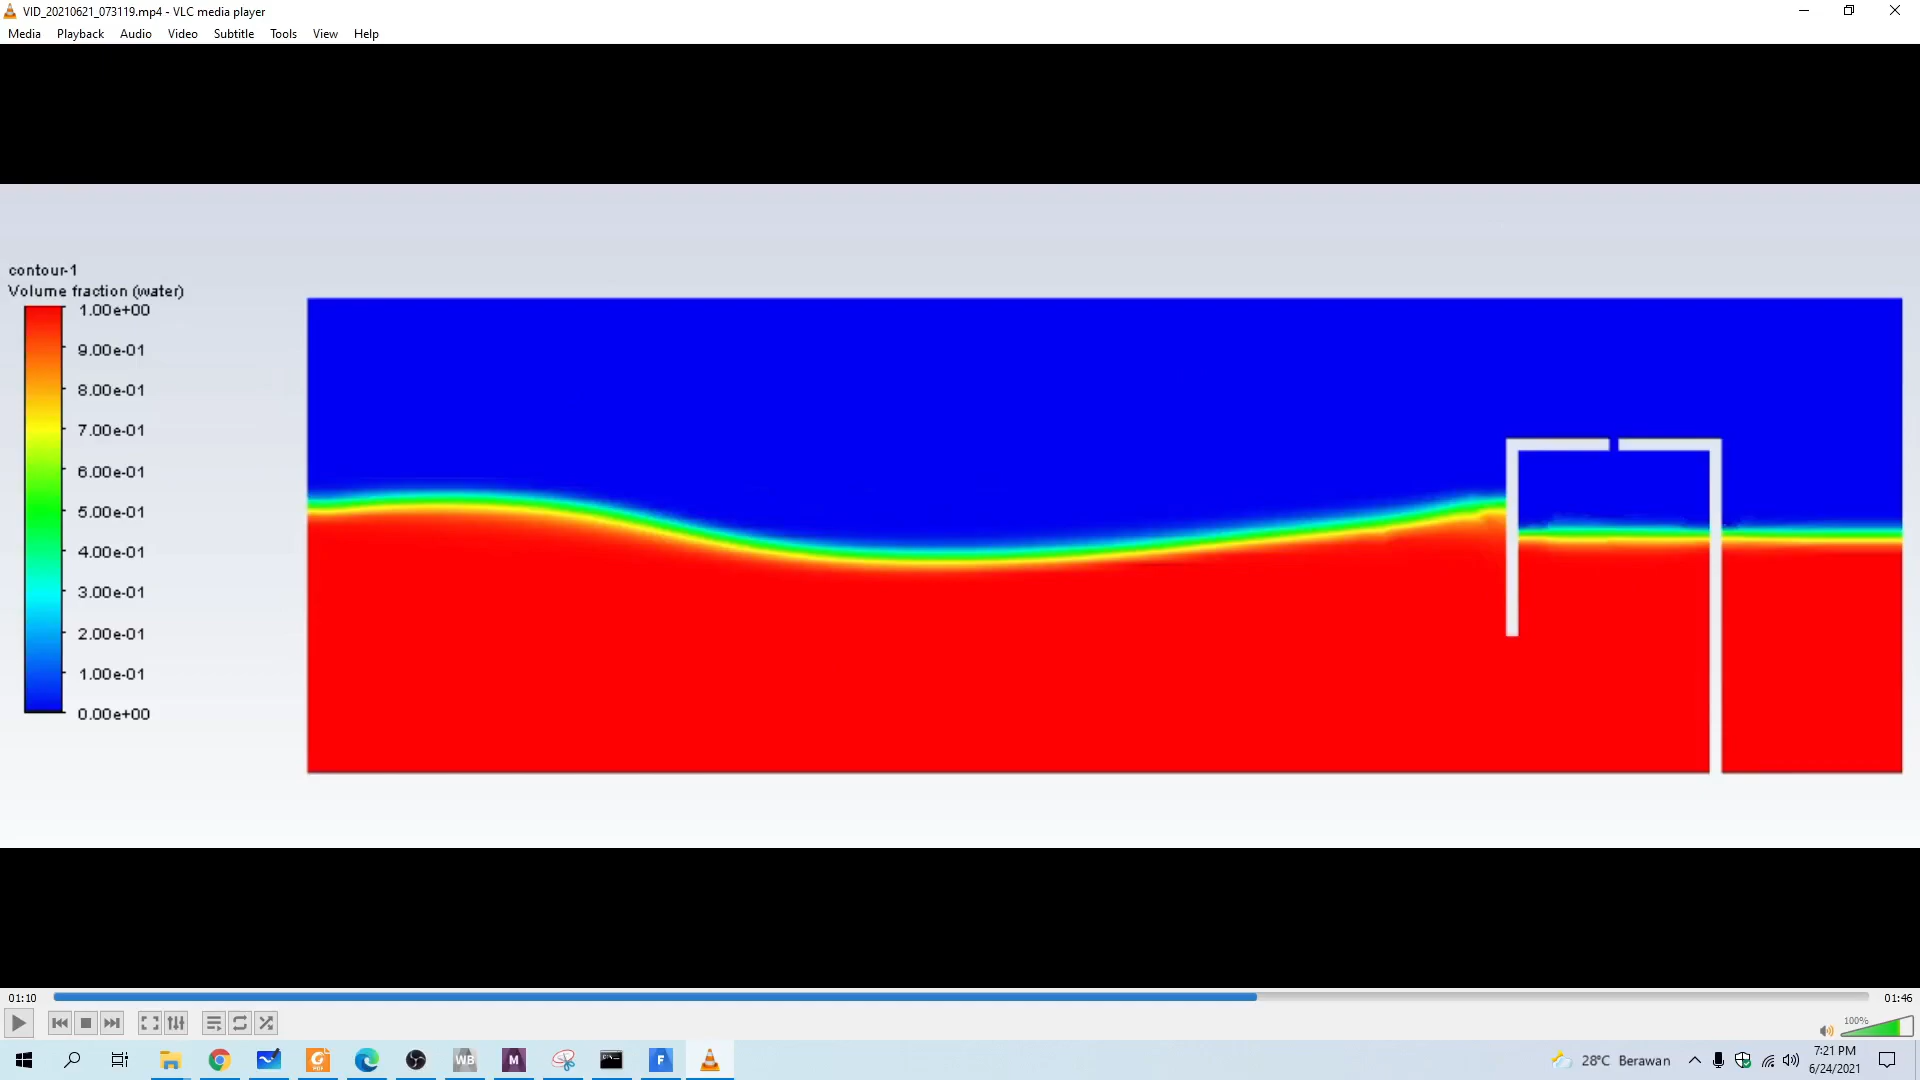 VID_20210621_073119.mp4 - VLC media player
Media Playback Audio Video Subtitle Tools View Help
contour-1
Volume fraction (water)
1.00e+00
9.00e-01
8.00e-01
7.00e-01
6.00e-01
5.00e-01
4.00e-01
3.00e-01
2.00e-01
1.00e-01
0.00e+00
01:10
01:46
100%
WB
M
F
28°C Berawan
7:21 PM
6/24/2021